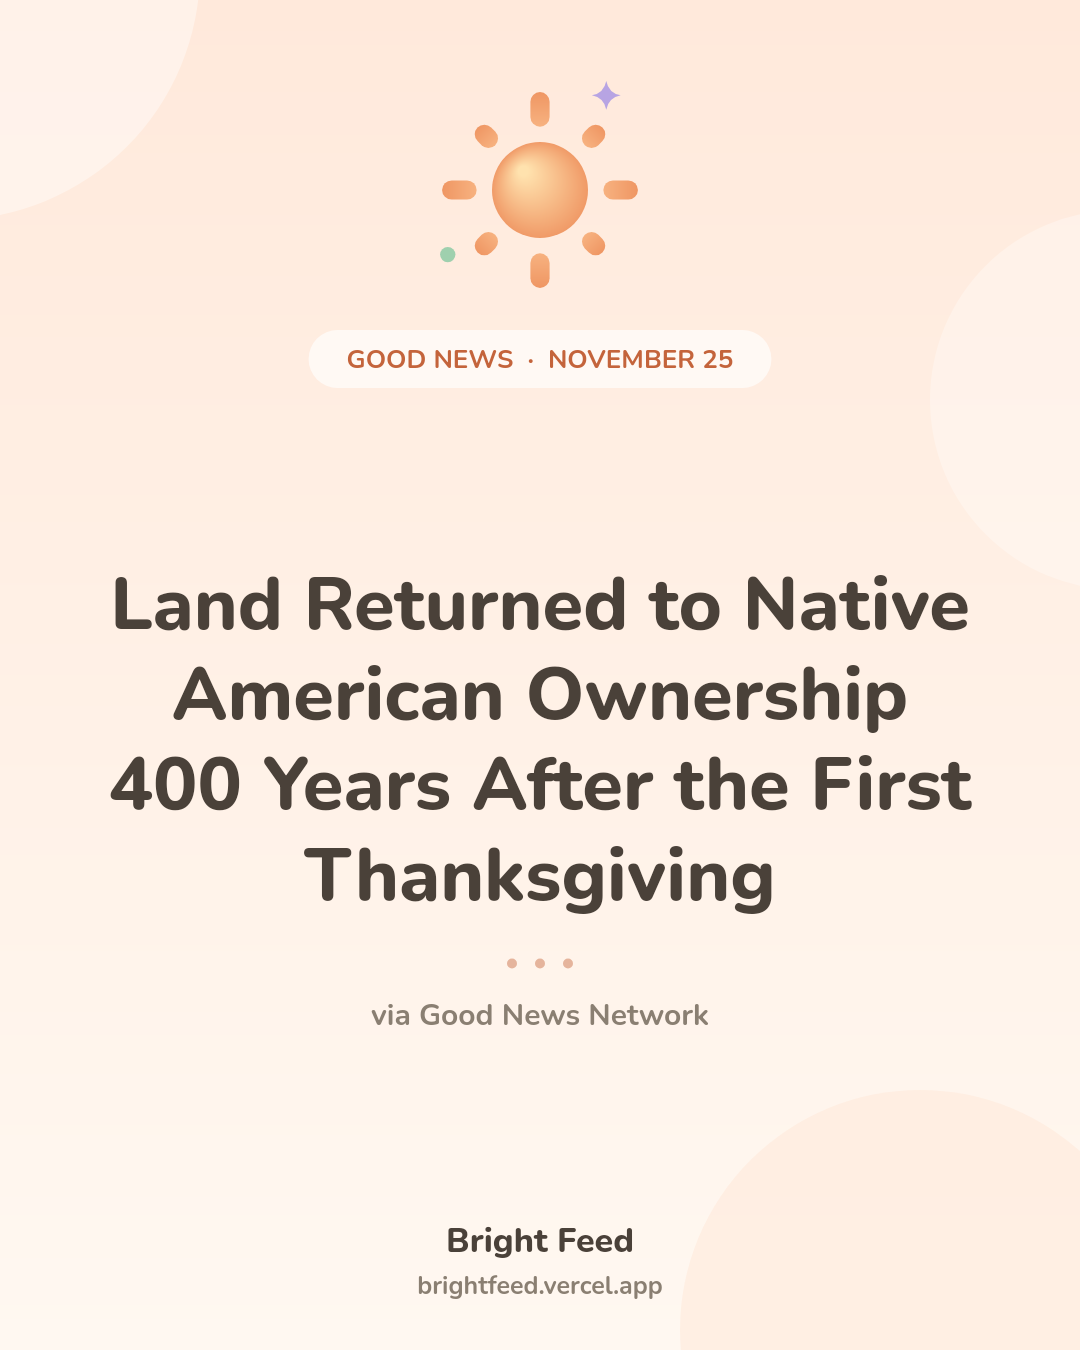 GOOD NEWS · NOVEMBER 25
Land Returned to Native
American Ownership
400 Years After the First
Thanksgiving
via Good News Network
Bright Feed
brightfeed.vercel.app